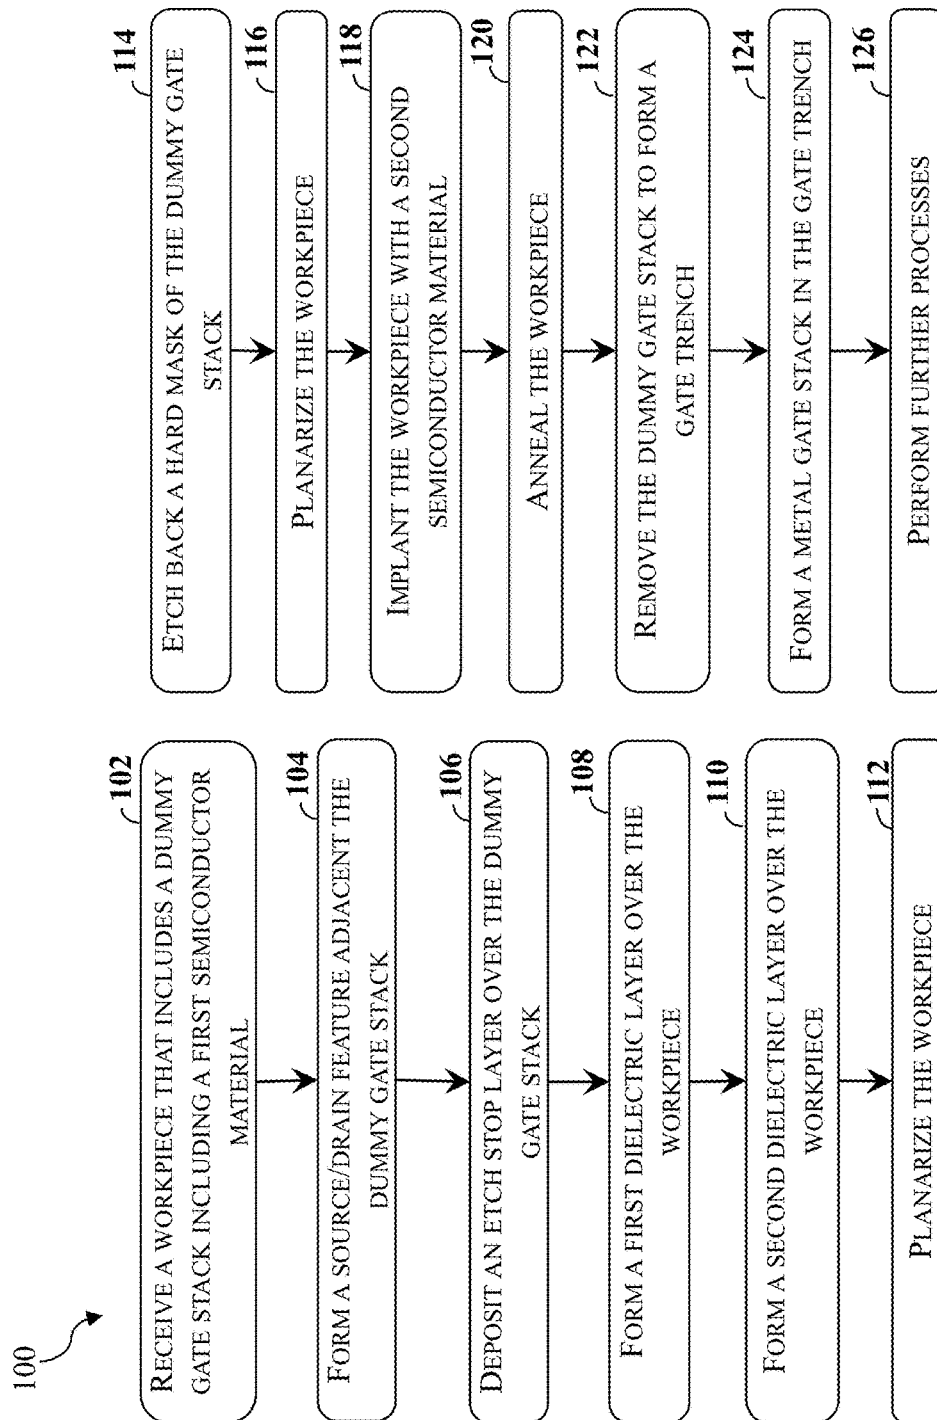 100
102
RECEIVE A WORKPIECE THAT INCLUDES A DUMMY
GATE STACK INCLUDING A FIRST SEMICONDUCTOR
MATERIAL
104
FORM A SOURCE/DRAIN FEATURE ADJACENT THE
DUMMY GATE STACK
106
DEPOSIT AN ETCH STOP LAYER OVER THE DUMMY
GATE STACK
108
FORM A FIRST DIELECTRIC LAYER OVER THE
WORKPIECE
110
FORM A SECOND DIELECTRIC LAYER OVER THE
WORKPIECE
112
PLANARIZE THE WORKPIECE
114
ETCH BACK A HARD MASK OF THE DUMMY GATE
STACK
116
PLANARIZE THE WORKPIECE
118
IMPLANT THE WORKPIECE WITH A SECOND
SEMICONDUCTOR MATERIAL
120
ANNEAL THE WORKPIECE
122
REMOVE THE DUMMY GATE STACK TO FORM A
GATE TRENCH
124
FORM A METAL GATE STACK IN THE GATE TRENCH
126
PERFORM FURTHER PROCESSES